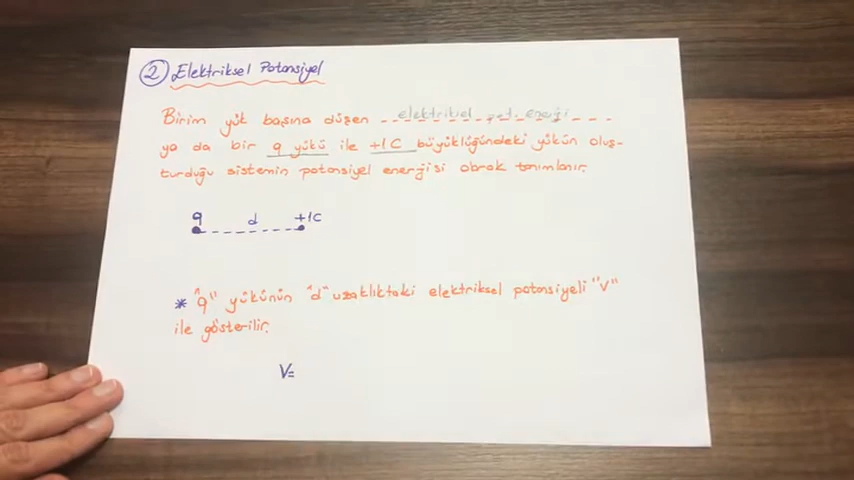 2 Elektriksel Potansiyel
Birim yük başına düşen elektriksel pot. enerji
ya da bir q yükü ile +1C büyüklüğündeki yükün oluş-
turduğu sistemin potansiyel enerjisi olarak tanımlanır.
q d +1C
* "q" yükünün "d" uzaklıktaki elektriksel potansiyeli "V"
ile gösterilir.
V=